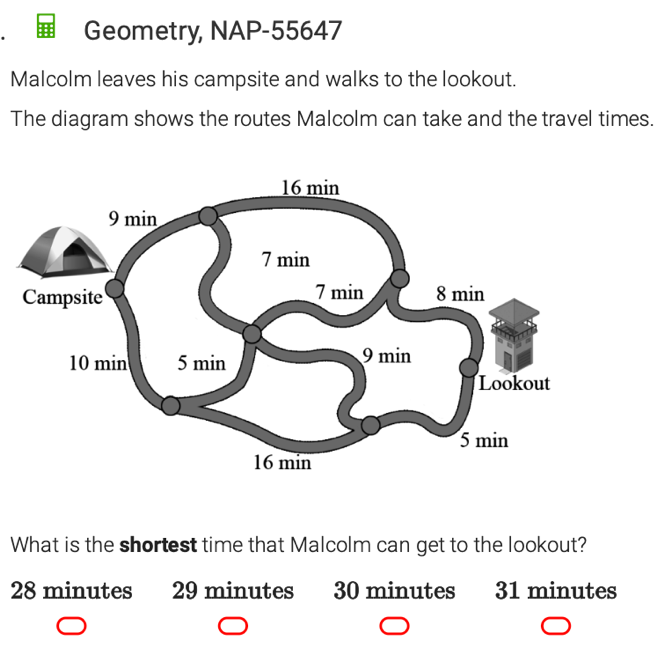 . Geometry, NAP-55647
Malcolm leaves his campsite and walks to the lookout.
The diagram shows the routes Malcolm can take and the travel times.
16 min
9 min
7 min
7 min
8 min
Campsite
10 min
5 min
9 min
Lookout
5 min
16 min
What is the shortest time that Malcolm can get to the lookout?
28 minutes 29 minutes 30 minutes 31 minutes